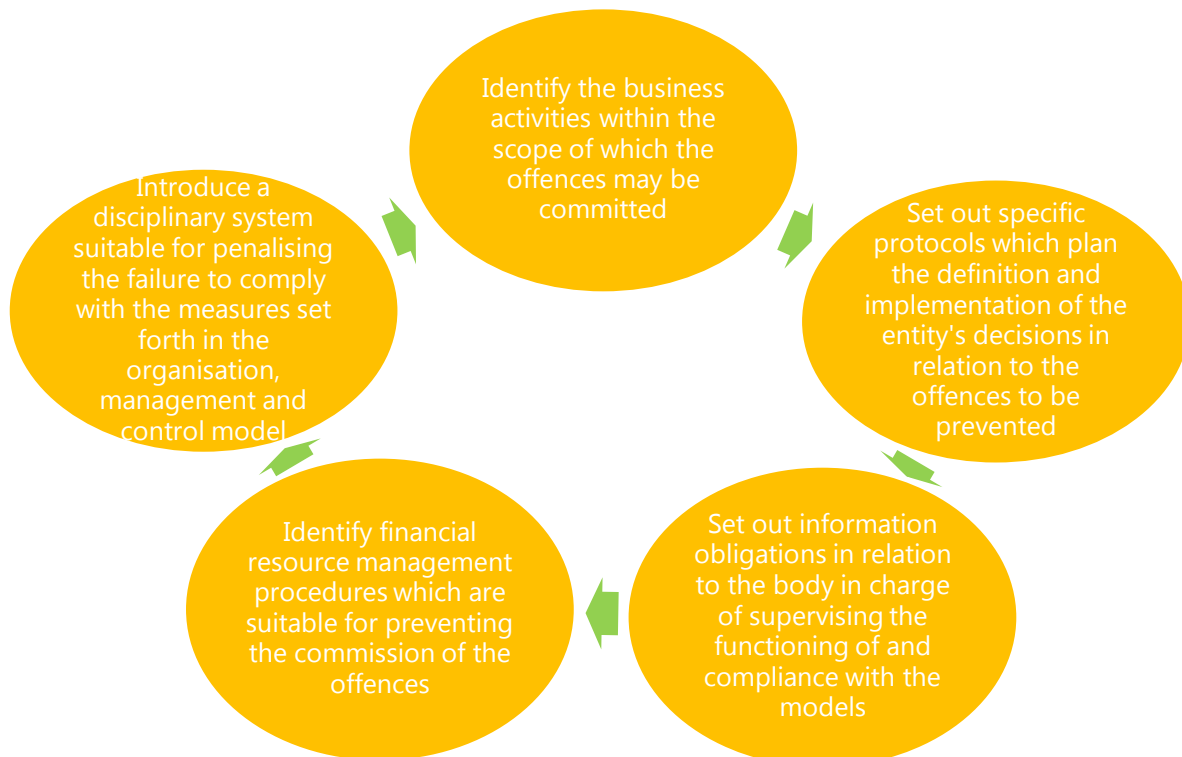 Identify the business
activities within the
scope of which the
offences may be
committed
Set out specific
protocols which plan
the definition and
implementation of the
entity's decisions in
relation to the
offences to be
prevented
Set out information
obligations in relation
to the body in charge
of supervising the
functioning of and
compliance with the
models
Identify financial
resource management
procedures which are
suitable for preventing
the commission of the
offences
Introduce a
disciplinary system
suitable for penalising
the failure to comply
with the measures set
forth in the
organisation,
management and
control model